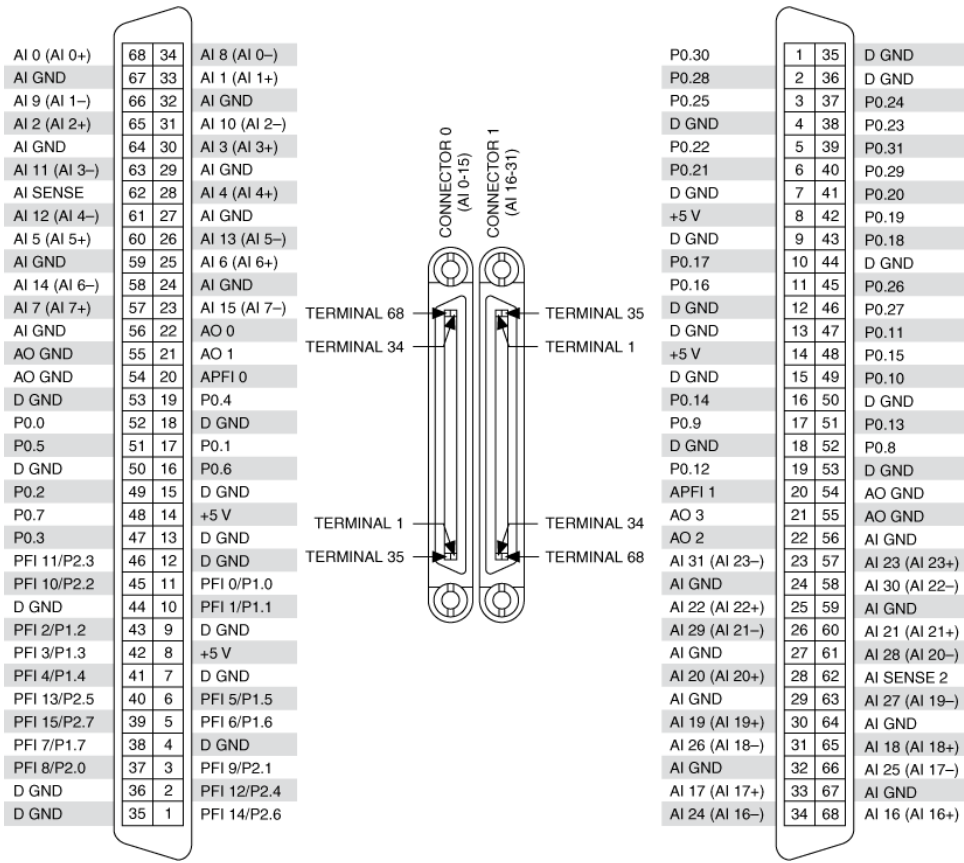 AI 0 (AI 0+) 68 34 AI 8 (AI 0–)
AI GND 67 33 AI 1 (AI 1+)
AI 9 (AI 1–) 66 32 AI GND
AI 2 (AI 2+) 65 31 AI 10 (AI 2–)
AI GND 64 30 AI 3 (AI 3+)
AI 11 (AI 3–) 63 29 AI GND
AI SENSE 62 28 AI 4 (AI 4+)
AI 12 (AI 4–) 61 27 AI GND
AI 5 (AI 5+) 60 26 AI 13 (AI 5–)
AI GND 59 25 AI 6 (AI 6+)
AI 14 (AI 6–) 58 24 AI GND
AI 7 (AI 7+) 57 23 AI 15 (AI 7–)
AI GND 56 22 AO 0
AO GND 55 21 AO 1
AO GND 54 20 APFI 0
D GND 53 19 P0.4
P0.0 52 18 D GND
P0.5 51 17 P0.1
D GND 50 16 P0.6
P0.2 49 15 D GND
P0.7 48 14 +5 V
P0.3 47 13 D GND
PFI 11/P2.3 46 12 D GND
PFI 10/P2.2 45 11 PFI 0/P1.0
D GND 44 10 PFI 1/P1.1
PFI 2/P1.2 43 9 D GND
PFI 3/P1.3 42 8 +5 V
PFI 4/P1.4 41 7 D GND
PFI 13/P2.5 40 6 PFI 5/P1.5
PFI 15/P2.7 39 5 PFI 6/P1.6
PFI 7/P1.7 38 4 D GND
PFI 8/P2.0 37 3 PFI 9/P2.1
D GND 36 2 PFI 12/P2.4
D GND 35 1 PFI 14/P2.6
CONNECTOR 0
(AI 0-15)
CONNECTOR 1
(AI 16-31)
TERMINAL 68
TERMINAL 35
TERMINAL 34
TERMINAL 1
TERMINAL 1
TERMINAL 34
TERMINAL 35
TERMINAL 68
P0.30 1 35 D GND
P0.28 2 36 D GND
P0.25 3 37 P0.24
D GND 4 38 P0.23
P0.22 5 39 P0.31
P0.21 6 40 P0.29
D GND 7 41 P0.20
+5 V 8 42 P0.19
D GND 9 43 P0.18
P0.17 10 44 D GND
P0.16 11 45 P0.26
D GND 12 46 P0.27
D GND 13 47 P0.11
+5 V 14 48 P0.15
D GND 15 49 P0.10
P0.14 16 50 D GND
P0.9 17 51 P0.13
D GND 18 52 P0.8
P0.12 19 53 D GND
APFI 1 20 54 AO GND
AO 3 21 55 AO GND
AO 2 22 56 AI GND
AI 31 (AI 23–) 23 57 AI 23 (AI 23+)
AI GND 24 58 AI 30 (AI 22–)
AI 22 (AI 22+) 25 59 AI GND
AI 29 (AI 21–) 26 60 AI 21 (AI 21+)
AI GND 27 61 AI 28 (AI 20–)
AI 20 (AI 20+) 28 62 AI SENSE 2
AI GND 29 63 AI 27 (AI 19–)
AI 19 (AI 19+) 30 64 AI GND
AI 26 (AI 18–) 31 65 AI 18 (AI 18+)
AI GND 32 66 AI 25 (AI 17–)
AI 17 (AI 17+) 33 67 AI GND
AI 24 (AI 16–) 34 68 AI 16 (AI 16+)